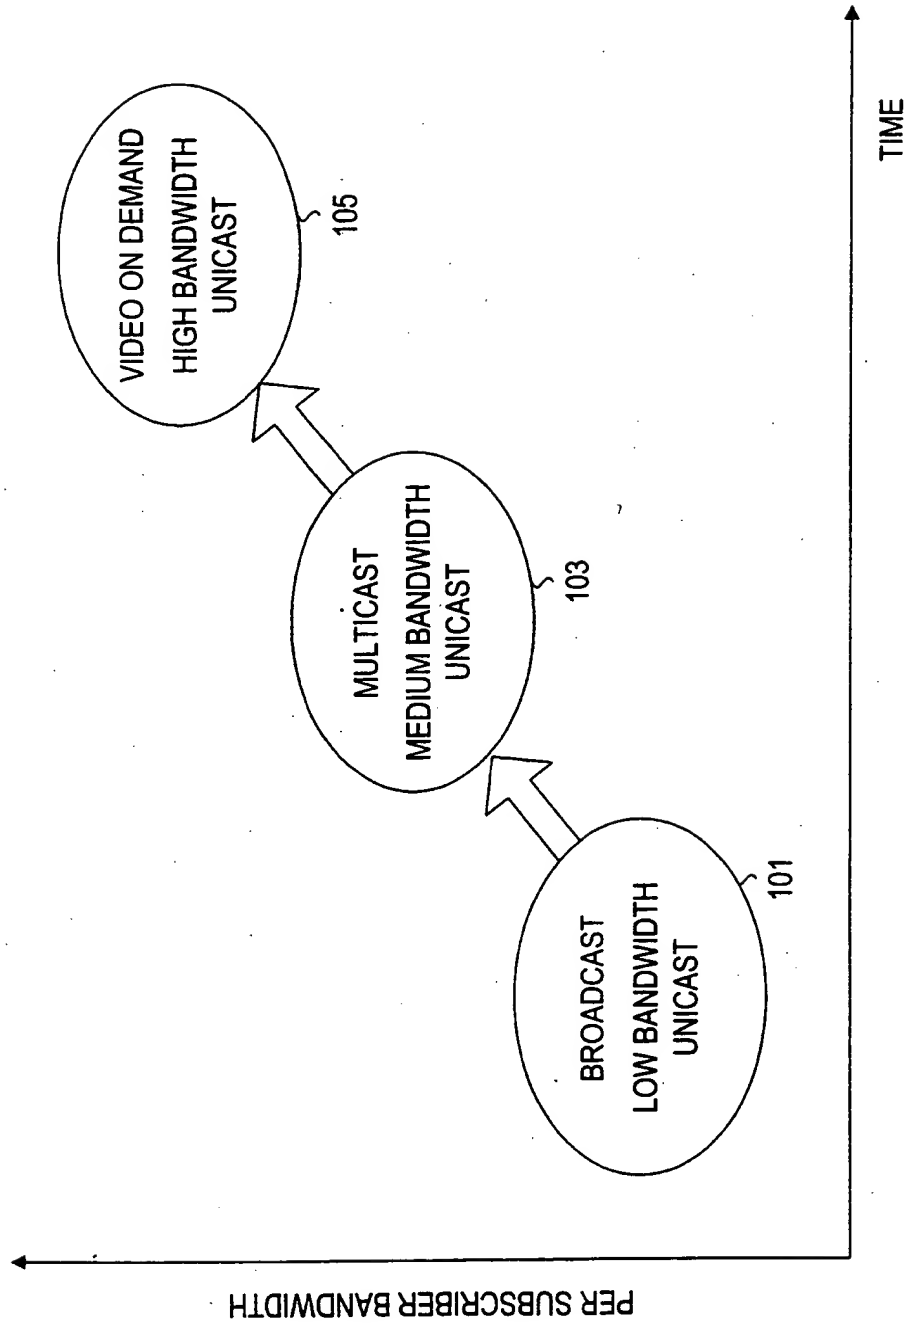 PER SUBSCRIBER BANDWIDTH
VIDEO ON DEMAND
HIGH BANDWIDTH
UNICAST
105
MULTICAST
MEDIUM BANDWIDTH
UNICAST
103
BROADCAST
LOW BANDWIDTH
UNICAST
101
TIME